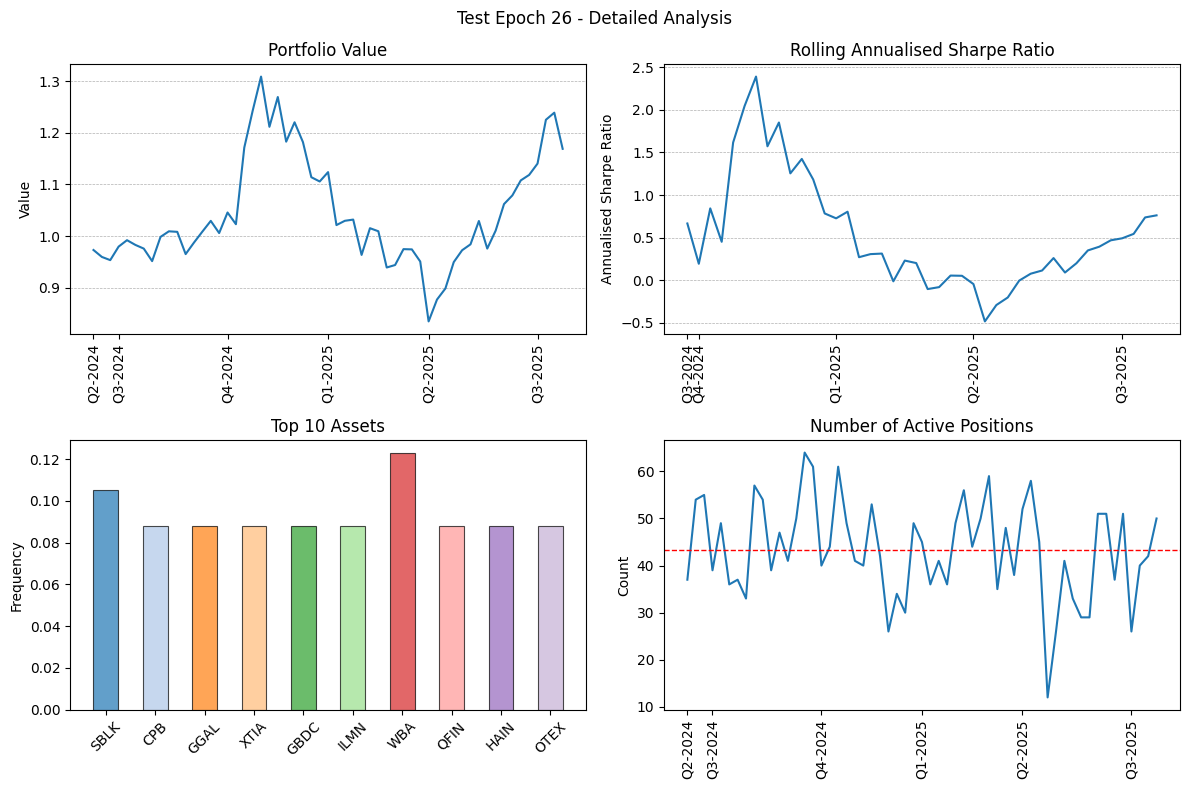 Test Epoch 26 - Detailed Analysis
Portfolio Value
Value
1.3
1.2
1.1
1.0
0.9
Q2-2024
Q3-2024
Q4-2024
Q1-2025
Q2-2025
Q3-2025
Rolling Annualised Sharpe Ratio
Annualised Sharpe Ratio
2.5
2.0
1.5
1.0
0.5
0.0
−0.5
Q3-2024
Q4-2024
Q1-2025
Q2-2025
Q3-2025
Top 10 Assets
Frequency
0.12
0.10
0.08
0.06
0.04
0.02
0.00
SBLK
CPB
GGAL
XTIA
GBDC
ILMN
WBA
QFIN
HAIN
OTEX
Number of Active Positions
Count
60
50
40
30
20
10
Q2-2024
Q3-2024
Q4-2024
Q1-2025
Q2-2025
Q3-2025